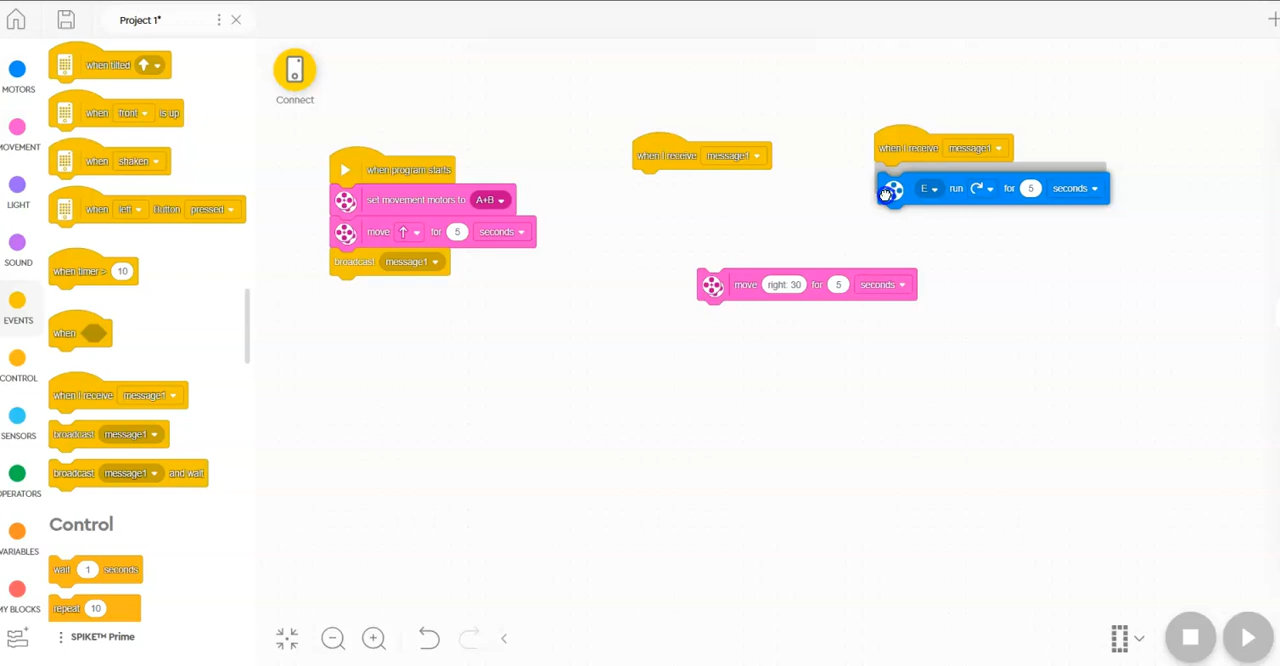 Project 1*
MOTORS
MOVEMENT
LIGHT
SOUND
EVENTS
CONTROL
SENSORS
OPERATORS
VARIABLES
MY BLOCKS
when tilted
when front is up
when shaken
when left Button pressed
when timer > 10
when
when I receive message1
broadcast message1
broadcast message1 and wait
Control
wait 1 seconds
repeat 10
SPIKE™ Prime
Connect
when program starts
set movement motors to A+B
move for 5 seconds
broadcast message1
when I receive message1
move right: 30 for 5 seconds
when I receive message1
E run for 5 seconds